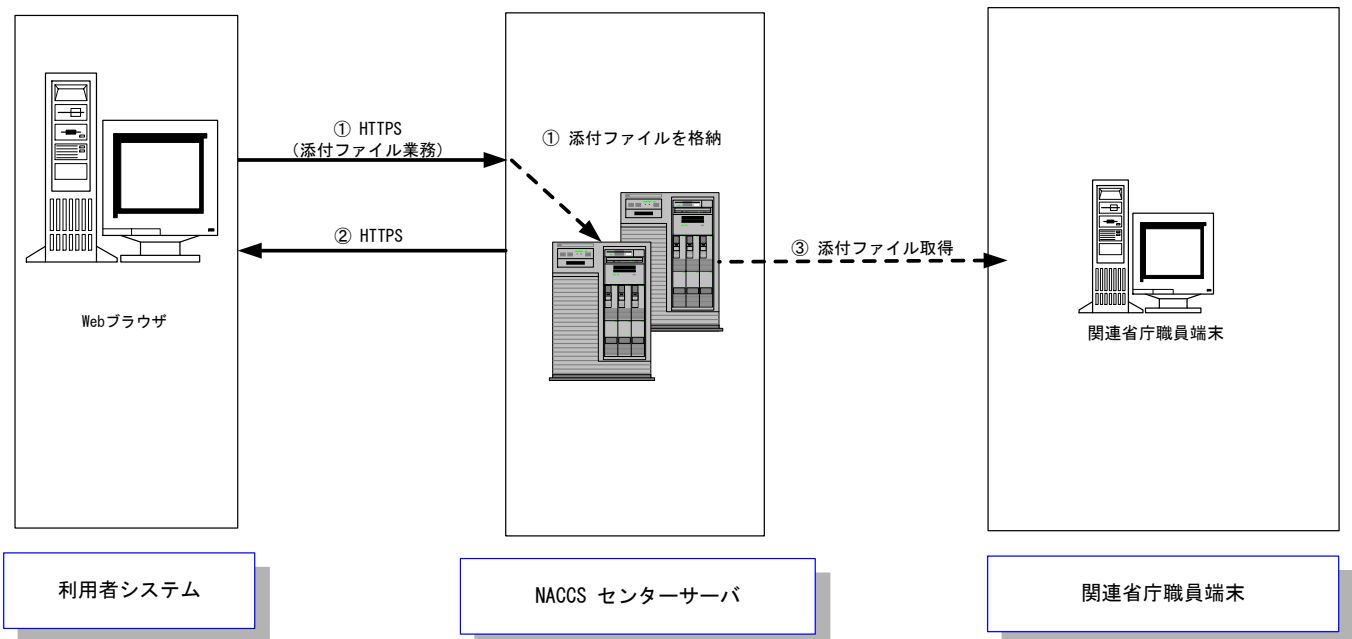 ① HTTPS
(添付ファイル業務)
① 添付ファイルを格納
② HTTPS
③ 添付ファイル取得
Webブラウザ
関連省庁職員端末
利用者システム
NACCS センターサーバ
関連省庁職員端末